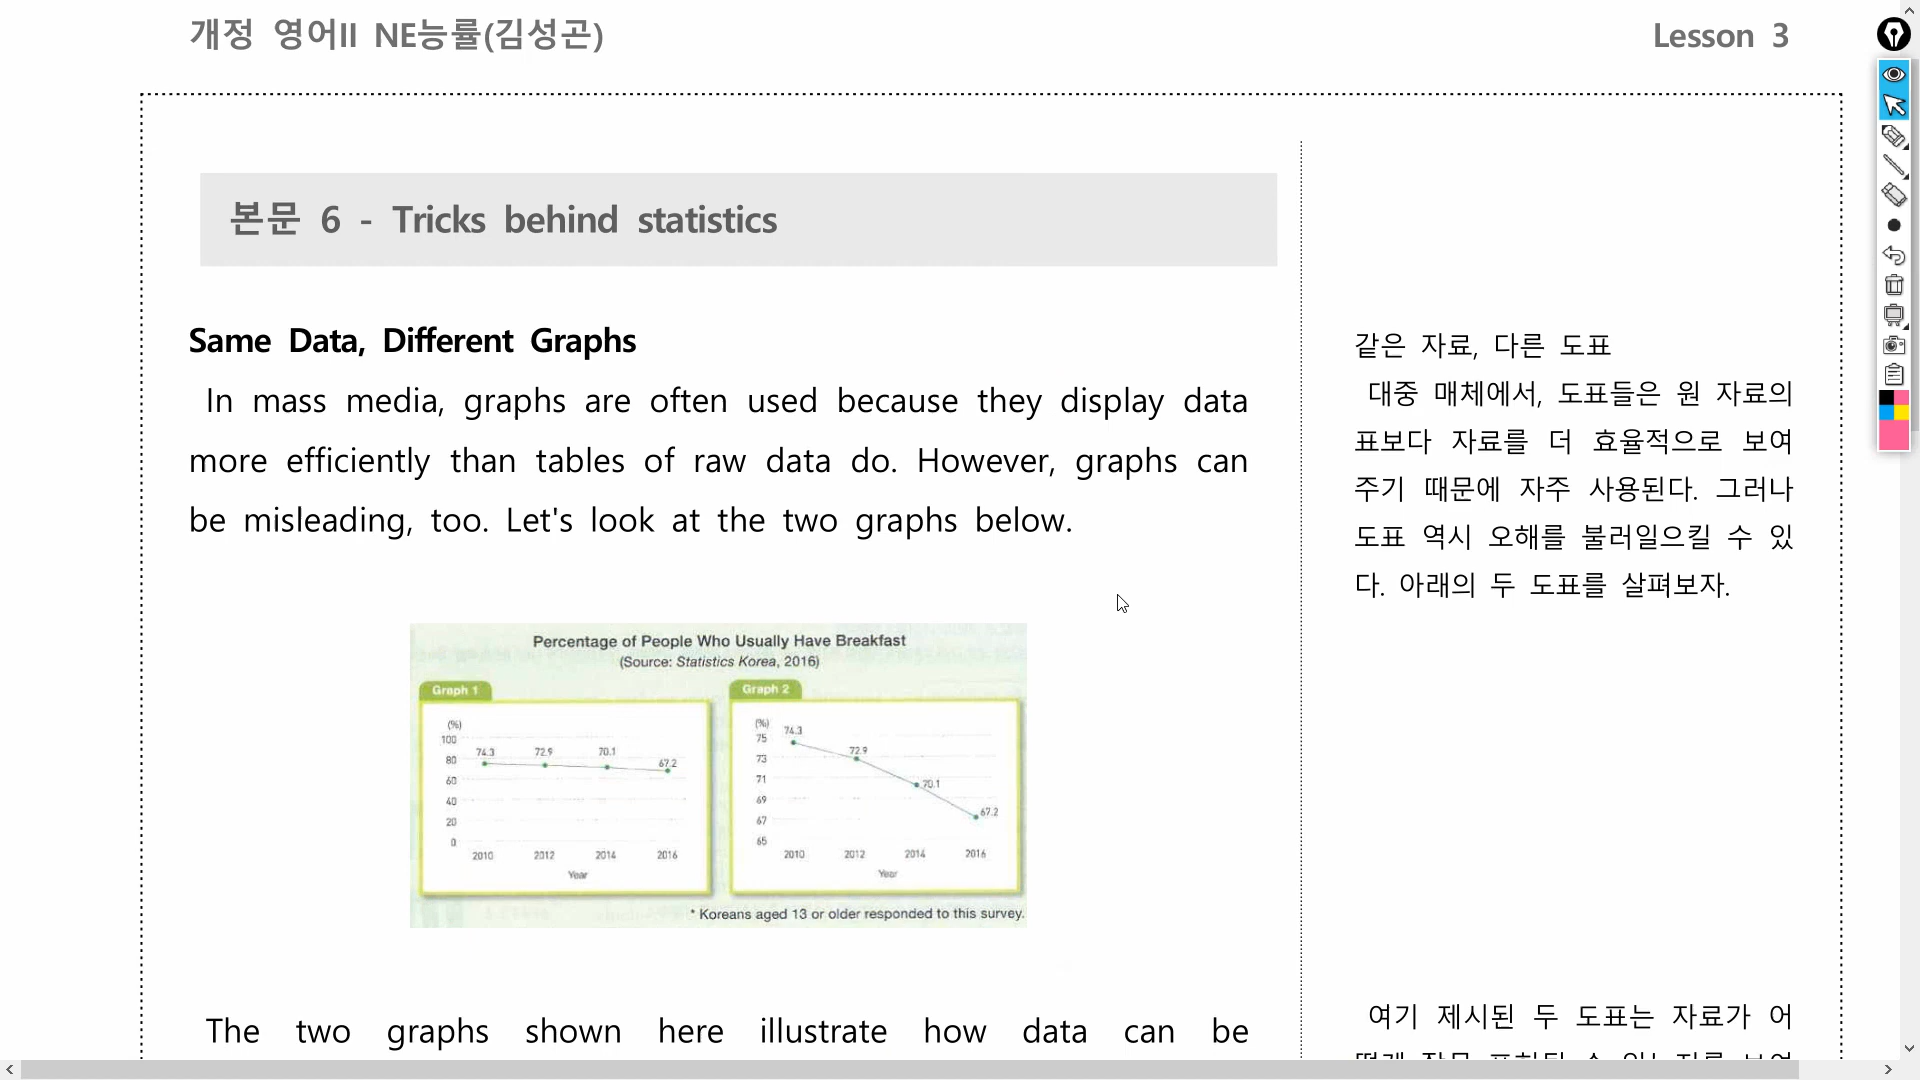 개정 영어II NE능률(김성곤)
Lesson 3
본문 6 - Tricks behind statistics
Same Data, Different Graphs
In mass media, graphs are often used because they display data
more efficiently than tables of raw data do. However, graphs can
be misleading, too. Let's look at the two graphs below.
Percentage of People Who Usually Have Breakfast
(Source: Statistics Korea, 2016)
Graph 1
(%)
100
80
60
40
20
0
74.3
72.9
70.1
67.2
2010
2012
2014
2016
Year
Graph 2
(%)
75
73
71
69
67
65
74.3
72.9
70.1
67.2
2010
2012
2014
2016
Year
* Koreans aged 13 or older responded to this survey.
The two graphs shown here illustrate how data can be
같은 자료, 다른 도표
대중 매체에서, 도표들은 원 자료의
표보다 자료를 더 효율적으로 보여
주기 때문에 자주 사용된다. 그러나
도표 역시 오해를 불러일으킬 수 있
다. 아래의 두 도표를 살펴보자.
여기 제시된 두 도표는 자료가 어